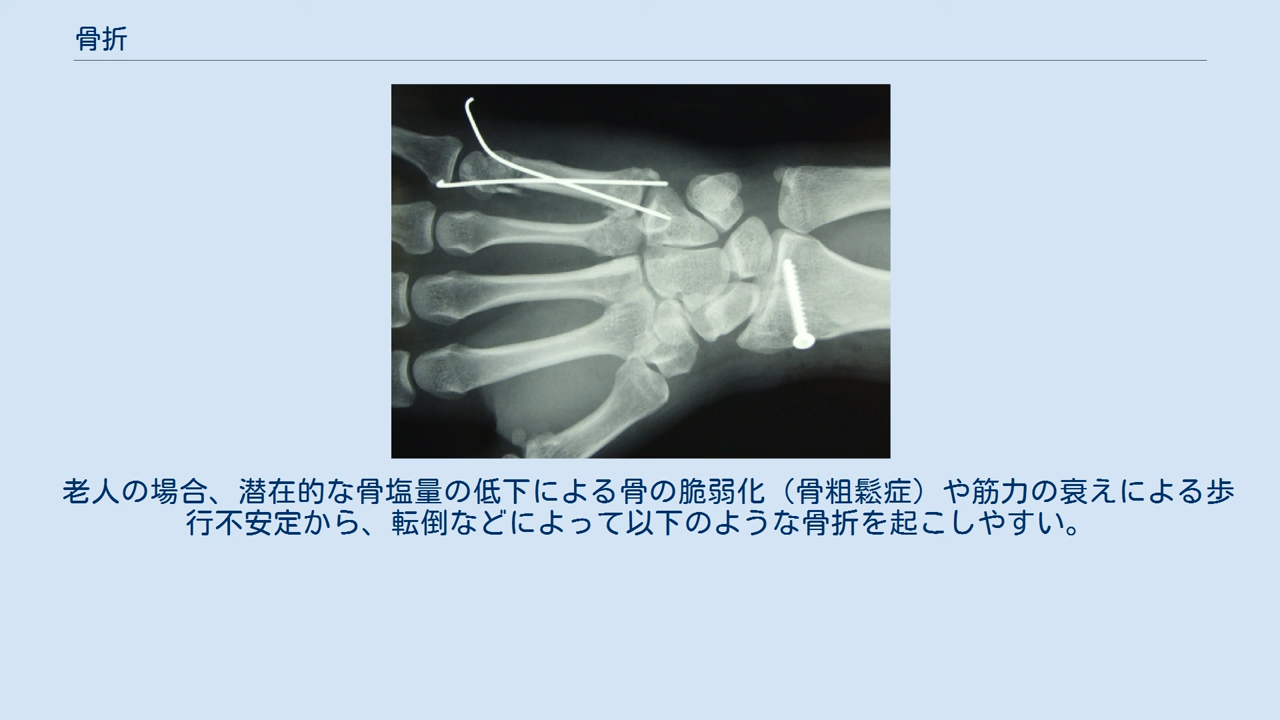 骨折
老人の場合、潜在的な骨塩量の低下による骨の脆弱化（骨粗鬆症）や筋力の衰えによる歩
行不安定から、転倒などによって以下のような骨折を起こしやすい。